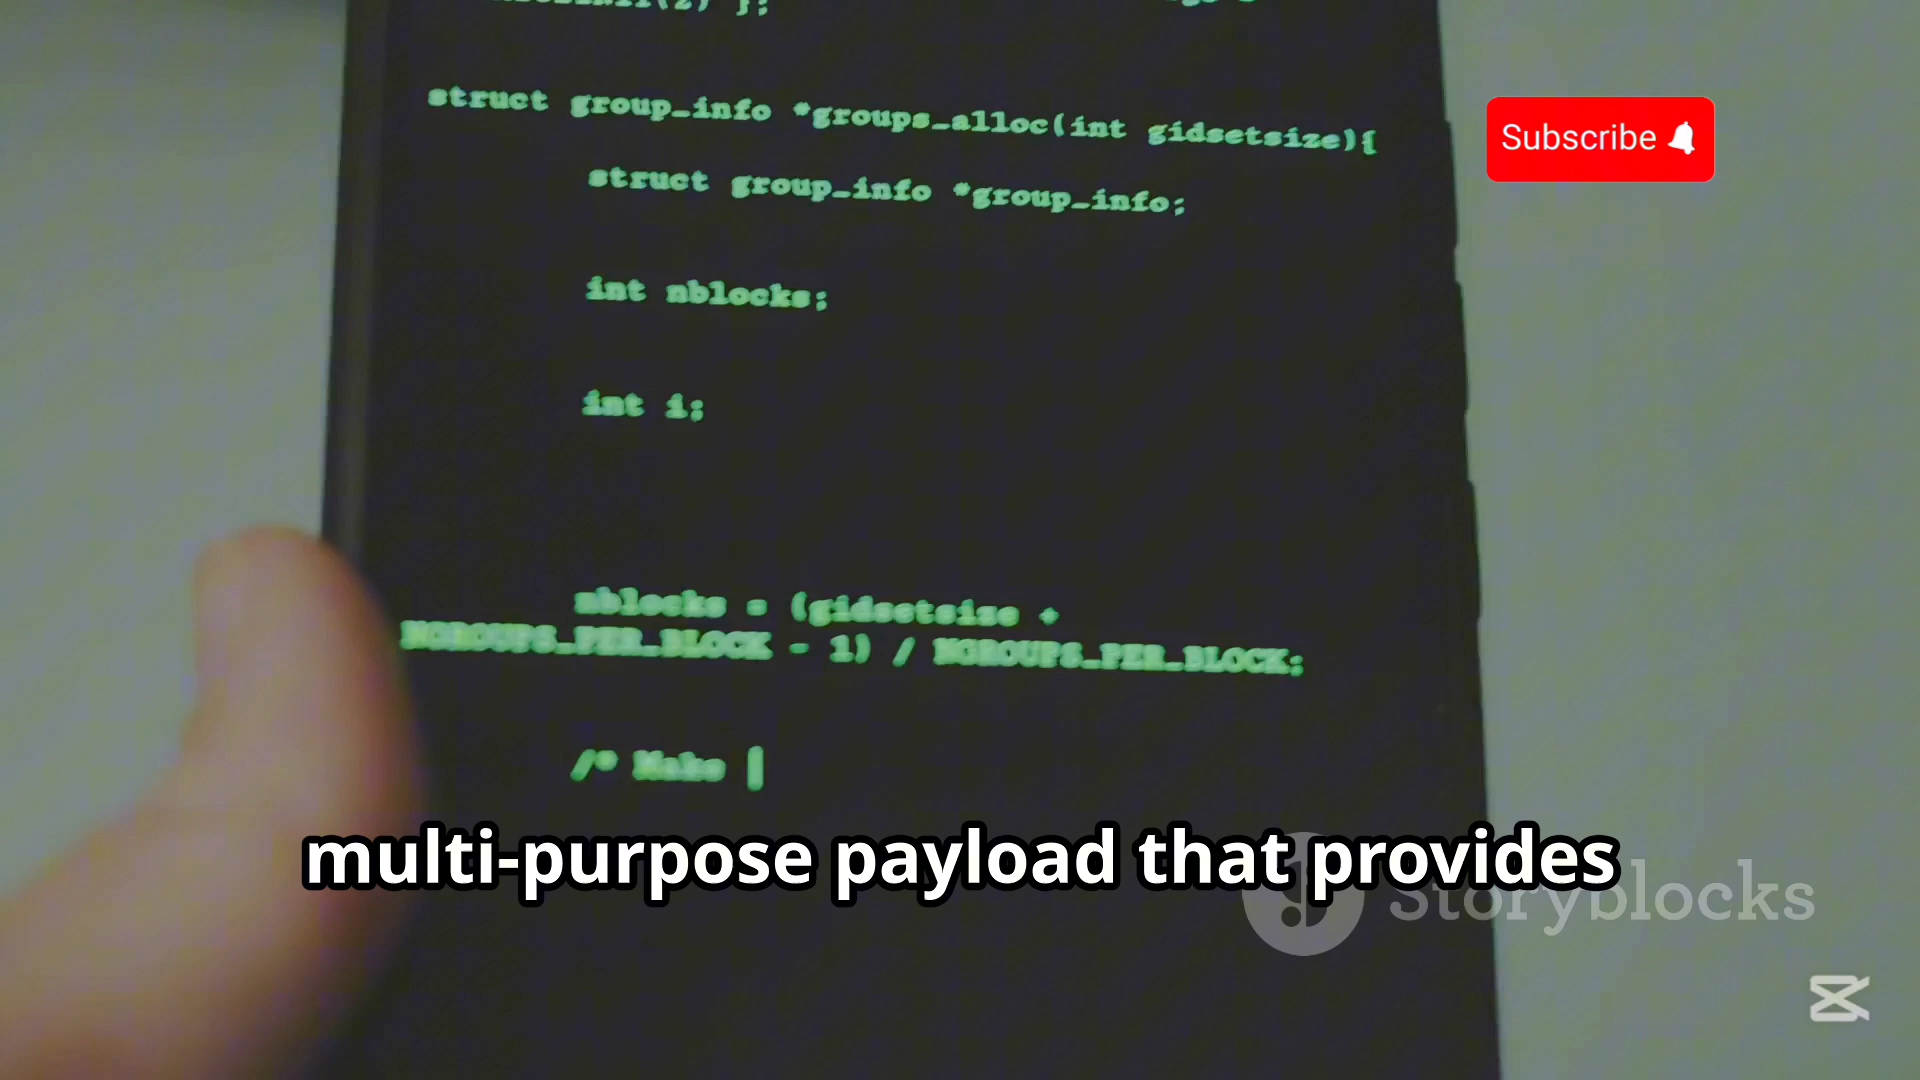 struct group_info *groups_alloc(int gidsetsize){
Subscribe
struct group_info *group_info;
int nblocks;
int i;
nblocks = (gidsetsize +
NGROUPS_PER_BLOCK - 1) / NGROUPS_PER_BLOCK;
/* Make
multi-purpose payload that provides
Storyblocks